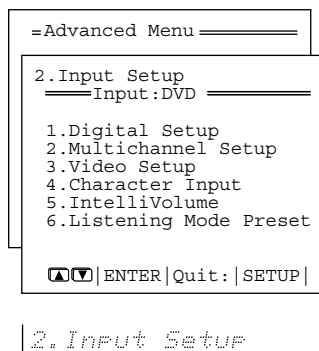 Advanced Menu
2.Input Setup
Input:DVD
1.Digital Setup
2.Multichannel Setup
3.Video Setup
4.Character Input
5.IntelliVolume
6.Listening Mode Preset
▲▼|ENTER|Quit:|SETUP|
2.Input Setup